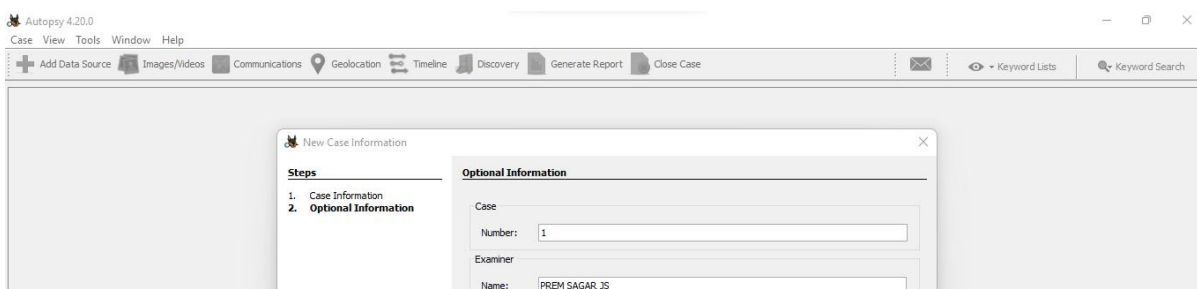 Autopsy 4.20.0
Case View Tools Window Help
Add Data Source Images/Videos Communications Geolocation Timeline Discovery Generate Report Close Case Keyword Lists Keyword Search
New Case Information
Steps
1. Case Information
2. Optional Information
Optional Information
Case
Number: 1
Examiner
Name: PREM SAGAR JS